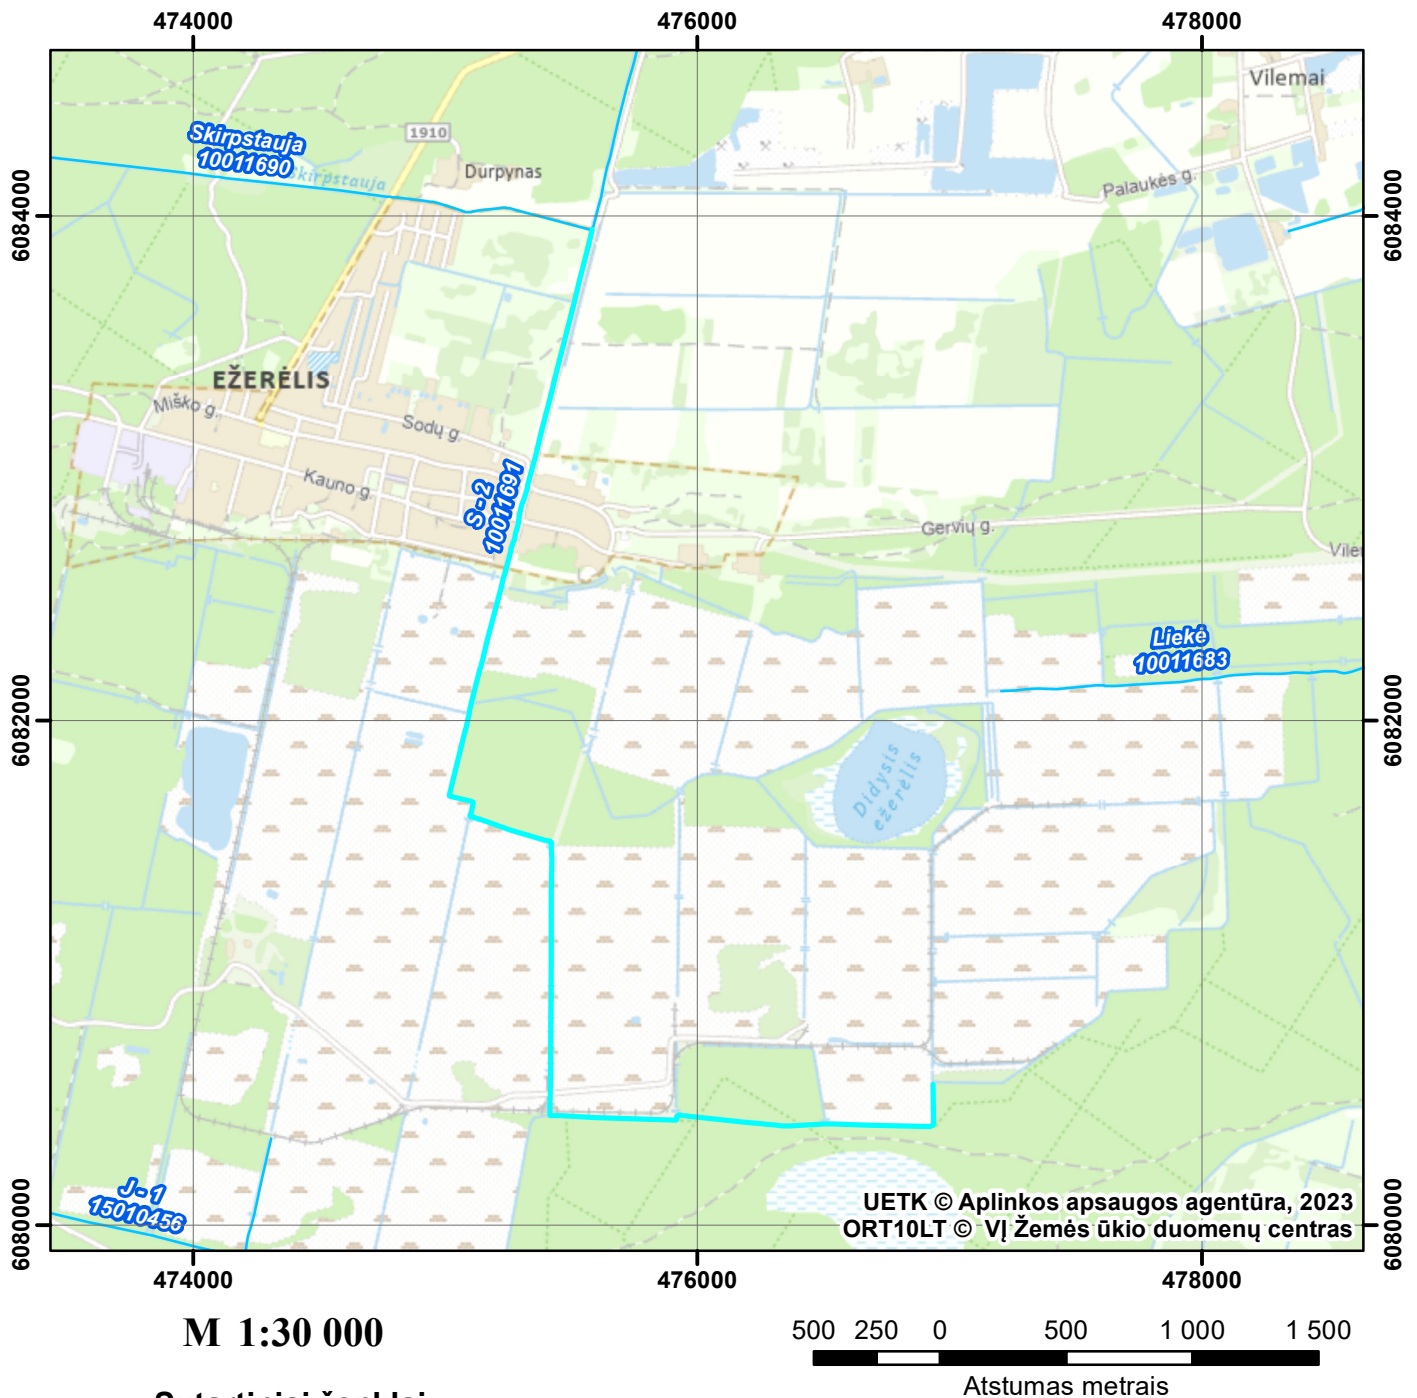 474000 476000 478000
Vilemai
1910
Skirpstauja
10011690
Skirpstauja
Durpynas
Palaukės g.
6084000
6084000
EŽERĖLIS
Miško g.
Sodų g.
Kauno g.
S - 2
10011691
Gervių g.
Liekė
10011683
6082000
6082000
Didysis
ežerėlis
J - 1
15010456
UETK © Aplinkos apsaugos agentūra, 2023
ORT10LT © VĮ Žemės ūkio duomenų centras
6080000
6080000
474000 476000 478000
M 1:30 000
500 250 0 500 1 000 1 500
Atstumas metrais